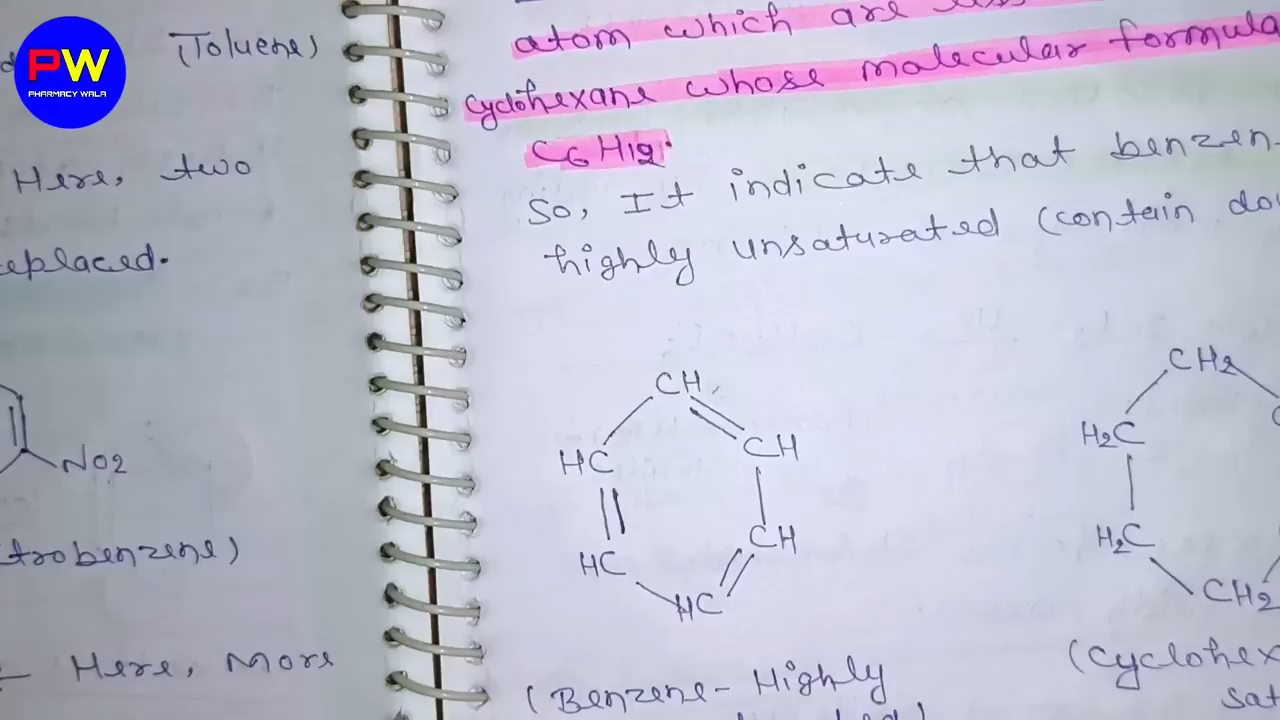 PW
PHARMACY WALA
(Toluene)
Here, two
replaced.
NO2
trobenzene)
Here, More
atom which are
Cyclohexane whose molecular formula
C6H12.
So, It indicate that benzen
highly unsaturated (contain do
CH
HC
CH
HC
CH
HC
(Benzene - Highly
CH2
H2C
H2C
CH2
(Cyclohex
sat